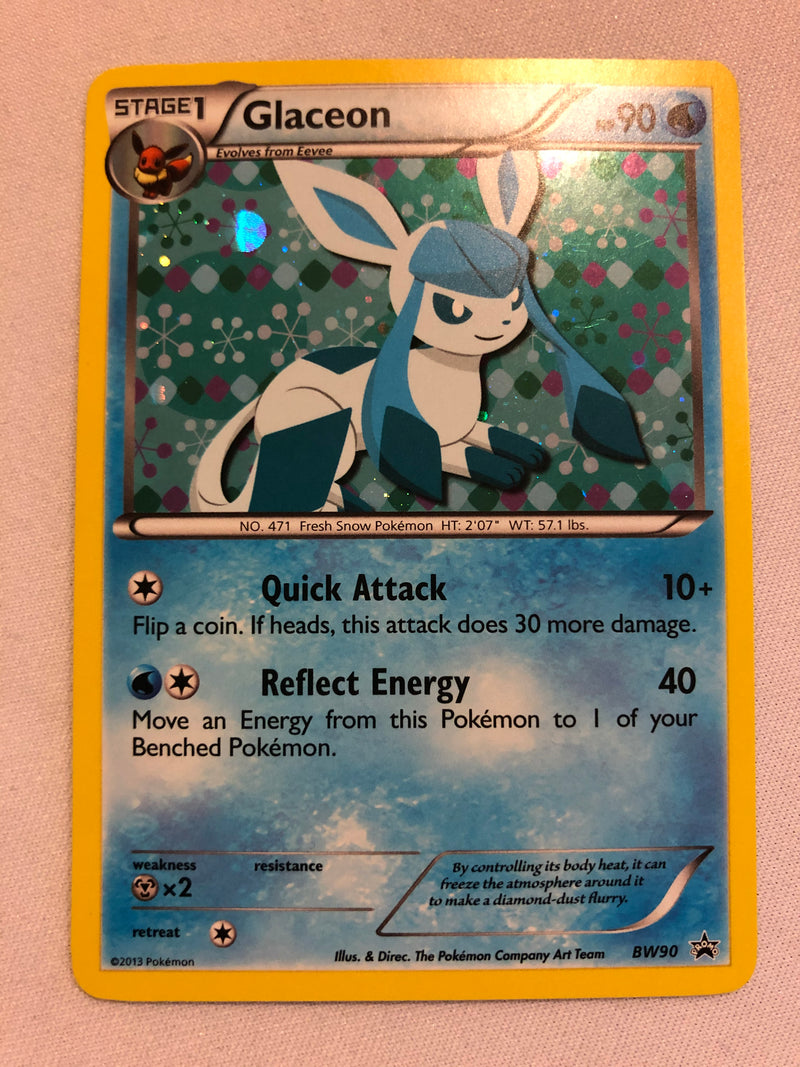 STAGE1 Glaceon HP90
Evolves from Eevee
NO. 471 Fresh Snow Pokémon HT: 2'07" WT: 57.1 lbs.
Quick Attack 10+
Flip a coin. If heads, this attack does 30 more damage.
Reflect Energy 40
Move an Energy from this Pokémon to 1 of your
Benched Pokémon.
weakness resistance
×2
By controlling its body heat, it can
freeze the atmosphere around it
to make a diamond-dust flurry.
retreat
©2013 Pokémon
Illus. & Direc. The Pokémon Company Art Team BW90 PROMO